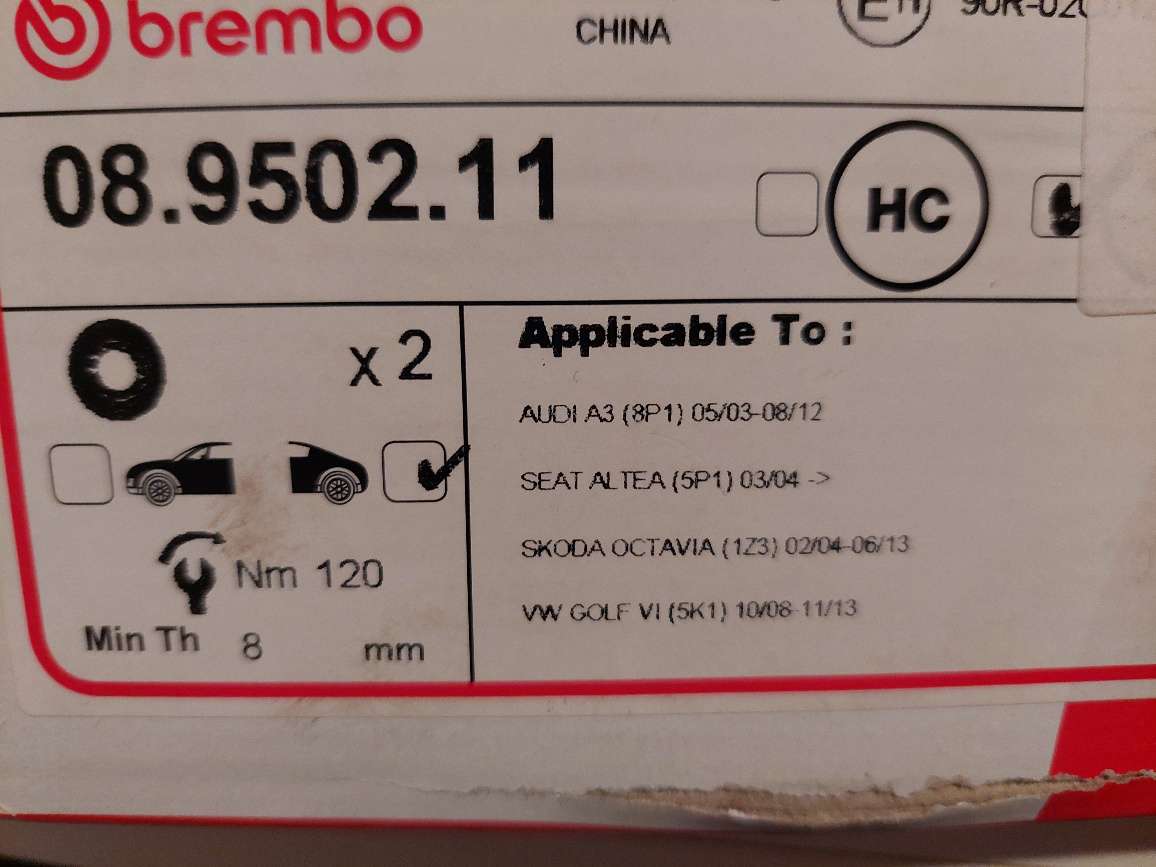 brembo
CHINA
E11
08.9502.11
HC
x 2
Applicable To :
AUDI A3 (8P1) 05/03-08/12
SEAT ALTEA (5P1) 03/04 ->
SKODA OCTAVIA (1Z3) 02/04-06/13
Nm 120
VW GOLF VI (5K1) 10/08-11/13
Min Th 8 mm